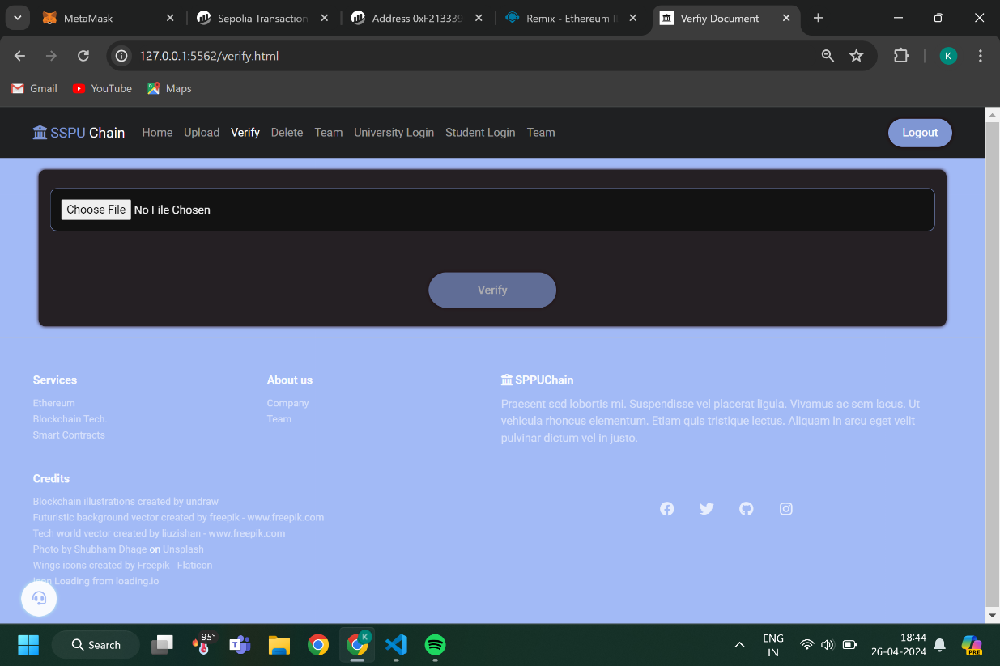 MetaMask
Sepolia Transaction
Address 0xF213339
Remix - Ethereum I
Verfiy Document
127.0.0.1:5562/verify.html
K
Gmail YouTube Maps
SSPU Chain Home Upload Verify Delete Team University Login Student Login Team Logout
Choose File No File Chosen
Verify
Services
Ethereum
Blockchain Tech.
Smart Contracts
About us
Company
Team
SPPUChain
Praesent sed lobortis mi. Suspendisse vel placerat ligula. Vivamus ac sem lacus. Ut
vehicula rhoncus elementum. Etiam quis tristique lectus. Aliquam in arcu eget velit
pulvinar dictum vel in justo.
Credits
Blockchain illustrations created by undraw
Futuristic background vector created by freepik - www.freepik.com
Tech world vector created by liuzishan - www.freepik.com
Photo by Shubham Dhage on Unsplash
Wings icons created by Freepik - Flaticon
Icon Loading from loading.io
Search
95°
K
ENG
IN
18:44
26-04-2024
PRE